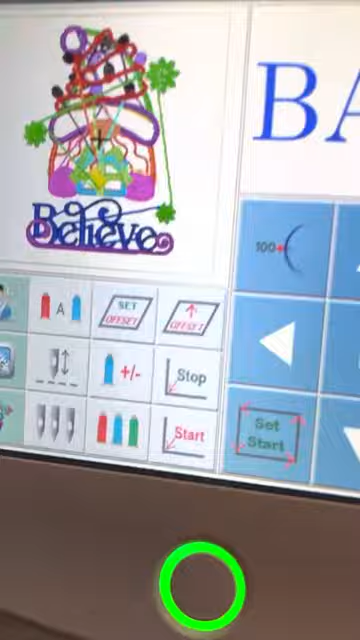 BA
Believe
100
A
SET
OFFSET
OFFSET
+/-
Stop
Start
Set
Start